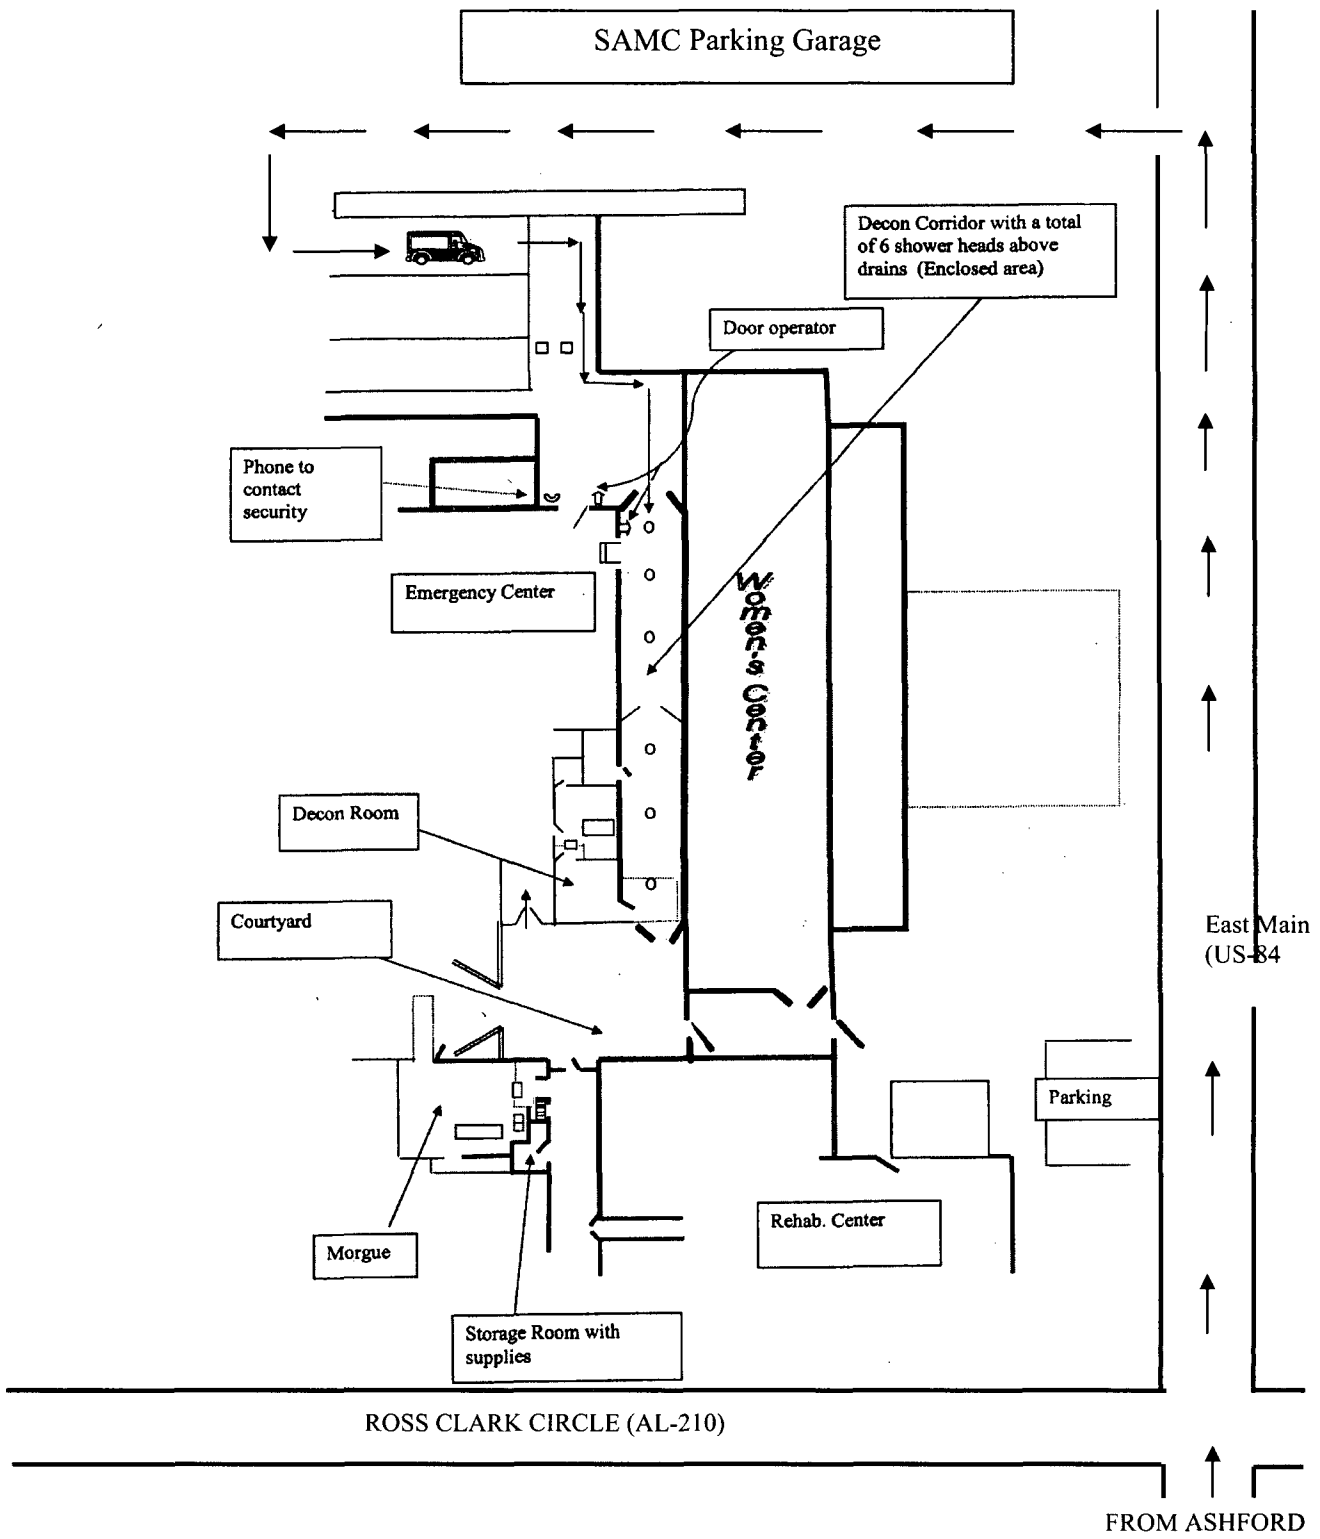 SAMC Parking Garage
Decon Corridor with a total
of 6 shower heads above
drains (Enclosed area)
Door operator
Phone to
contact
security
Emergency Center
Women's Center
Decon Room
Courtyard
East Main
(US-84
Parking
Morgue
Rehab. Center
Storage Room with
supplies
ROSS CLARK CIRCLE (AL-210)
FROM ASHFORD